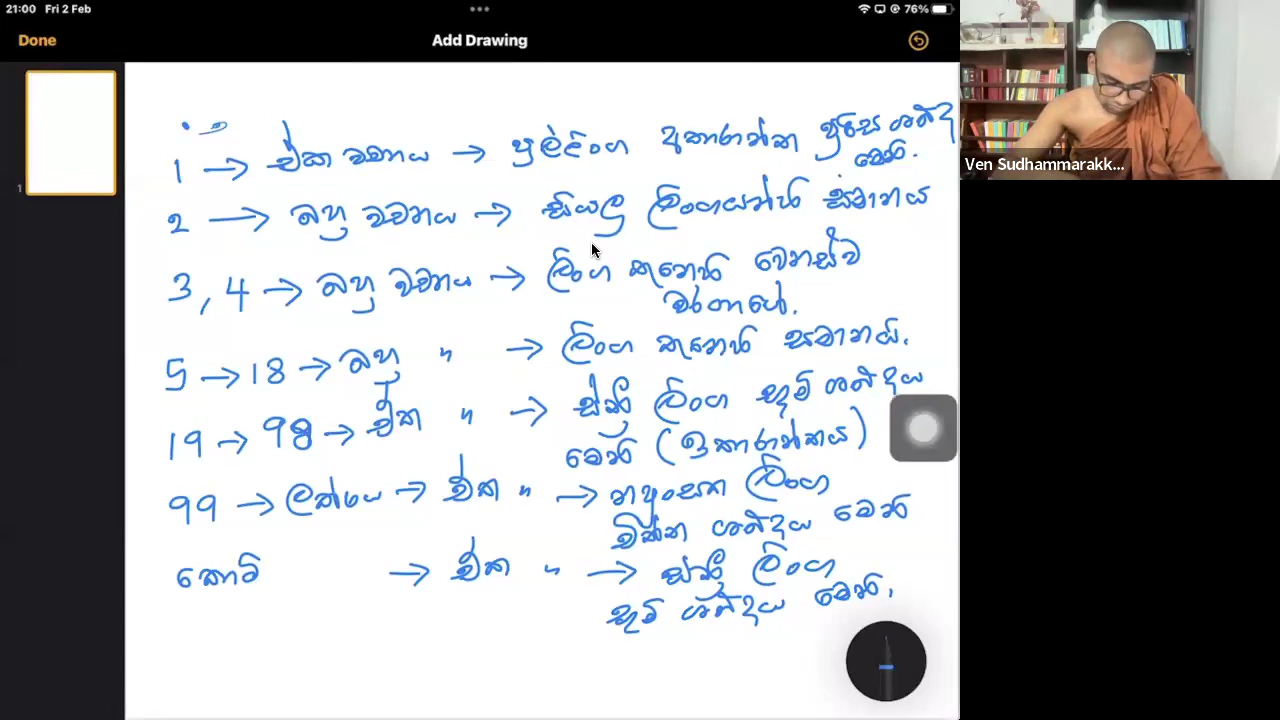 21:00 Fri 2 Feb 76%
Done Add Drawing
1
Ven Sudhammarakk...
1 → ඒක වචනය → පුල්ලිංග අකාරාන්ත පුරිස ශබ්ද
මෙනි.
2 → බහු වචනය → සියලු ලිංගයන්හි සමානය
3, 4 → බහු වචනය → ලිංග තුනෙහි වෙනස්ව
වරනැගේ.
5 → 18 → බහු " → ලිංග තුනෙහි සමානයි.
19 → 98 → ඒක " → ස්ත්‍රී ලිංග භූමි ශබ්දය
මෙනි (ඉකාරාන්තය)
99 → ලක්ෂය → ඒක " → නපුංසක ලිංග
චිත්ත ශබ්දය මෙනි
කොටි → ඒක " → ස්ත්‍රී ලිංග
භූමි ශබ්දය මෙනි.